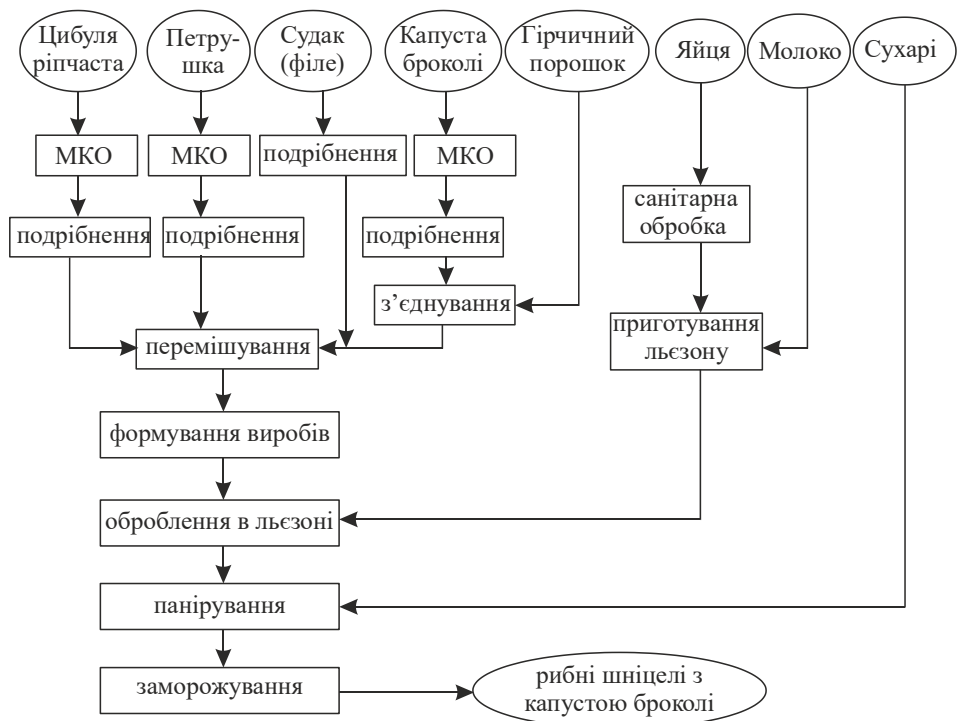 Цибуля
ріпчаста
Петру-
шка
Судак
(філе)
Капуста
броколі
Гірчичний
порошок
Яйця
Молоко
Сухарі
МКО
МКО
подрібнення
МКО
подрібнення
подрібнення
подрібнення
санітарна
обробка
з’єднування
перемішування
приготування
льєзону
формування виробів
оброблення в льєзоні
панірування
заморожування
рибні шніцелі з
капустою броколі